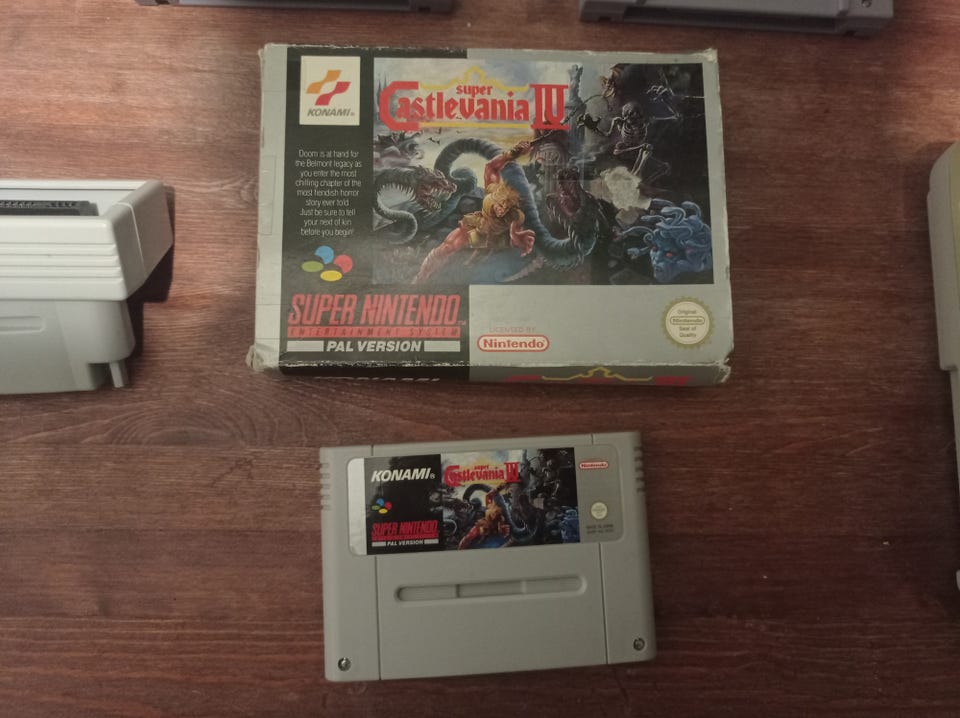 KONAMI®
super
Castlevania IV
Doom is at hand for
the Belmont legacy as
you enter the most
chilling chapter of the
most fiendish horror
story ever told.
Just be sure to tell
your next of kin
before you begin!
SUPER NINTENDO
ENTERTAINMENT SYSTEM
PAL VERSION
LICENSED BY
Nintendo
Original
Nintendo
Seal of
Quality
KONAMI®
super
Castlevania IV
Nintendo
SUPER NINTENDO
PAL VERSION